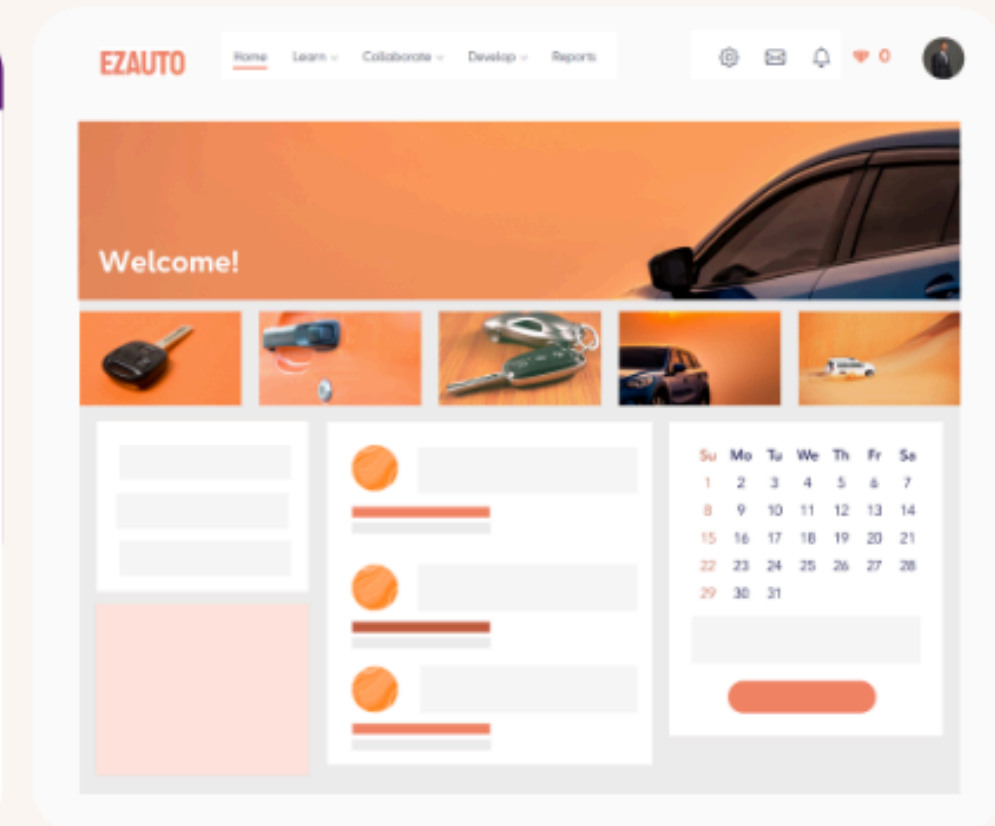 EZAUTO Home Learn Collaborate Develop Reports 0
Welcome!
Su Mo Tu We Th Fr Sa
1 2 3 4 5 6 7
8 9 10 11 12 13 14
15 16 17 18 19 20 21
22 23 24 25 26 27 28
29 30 31